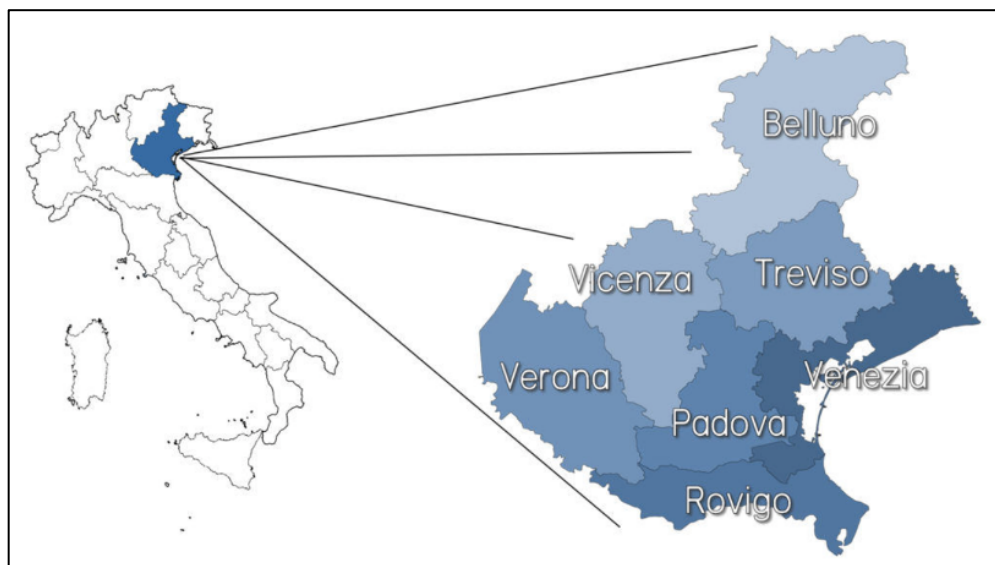 Belluno
Vicenza
Treviso
Verona
Venezia
Padova
Rovigo